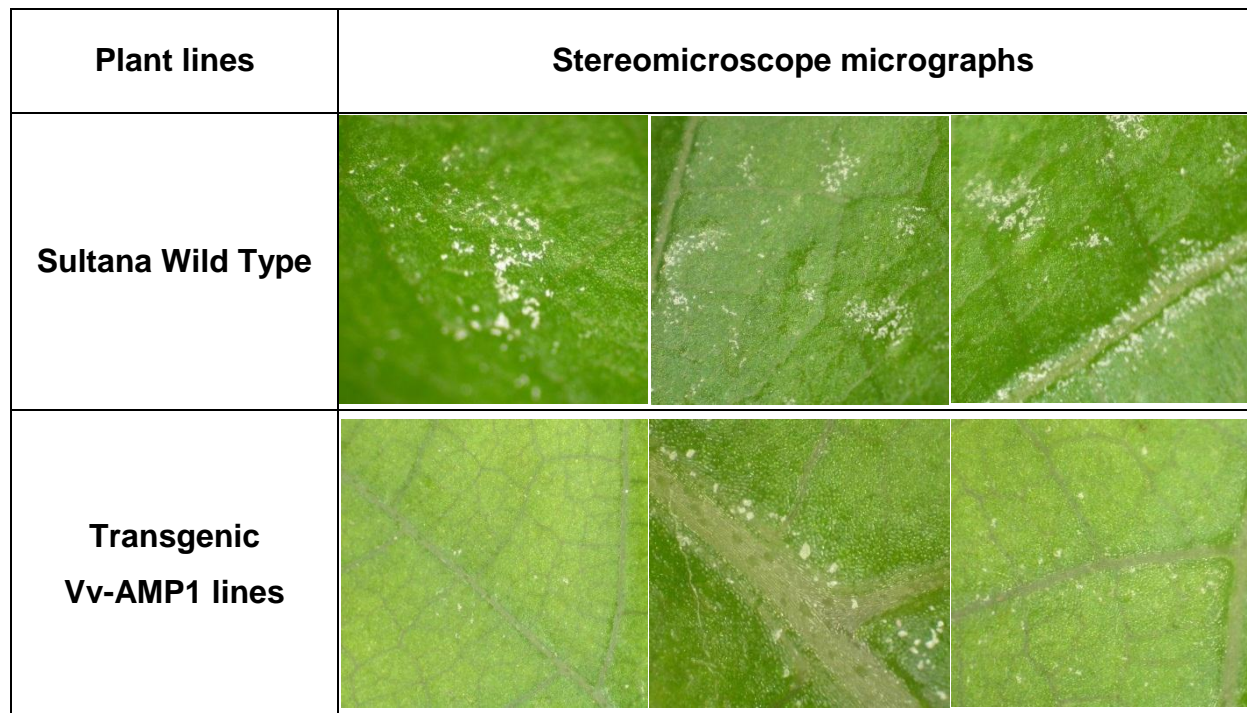 Plant lines
Stereomicroscope micrographs
Sultana Wild Type
Transgenic
Vv-AMP1 lines